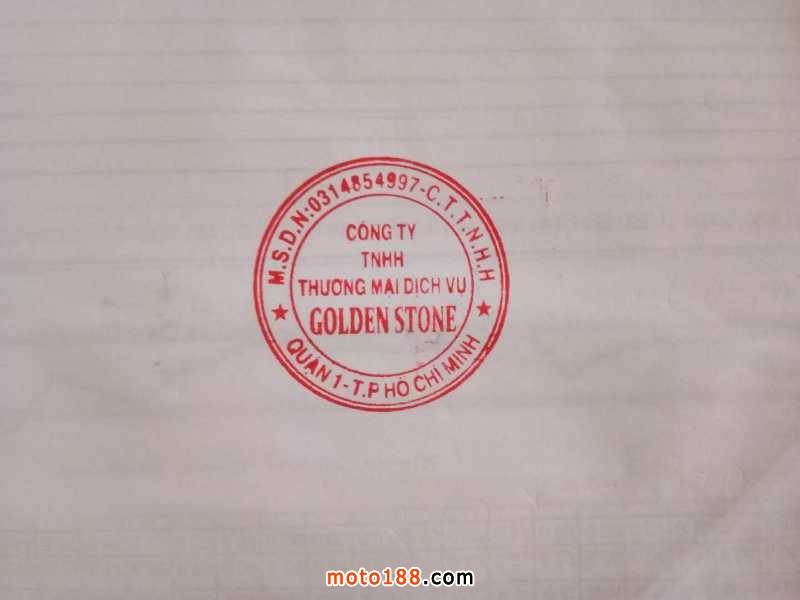 M.S.D.N:0314854997-C.T.T.N.H.H
CÔNG TY
TNHH
THƯƠNG MẠI DỊCH VỤ
GOLDEN STONE
QUẬN 1-T.P HỒ CHÍ MINH
moto188.com